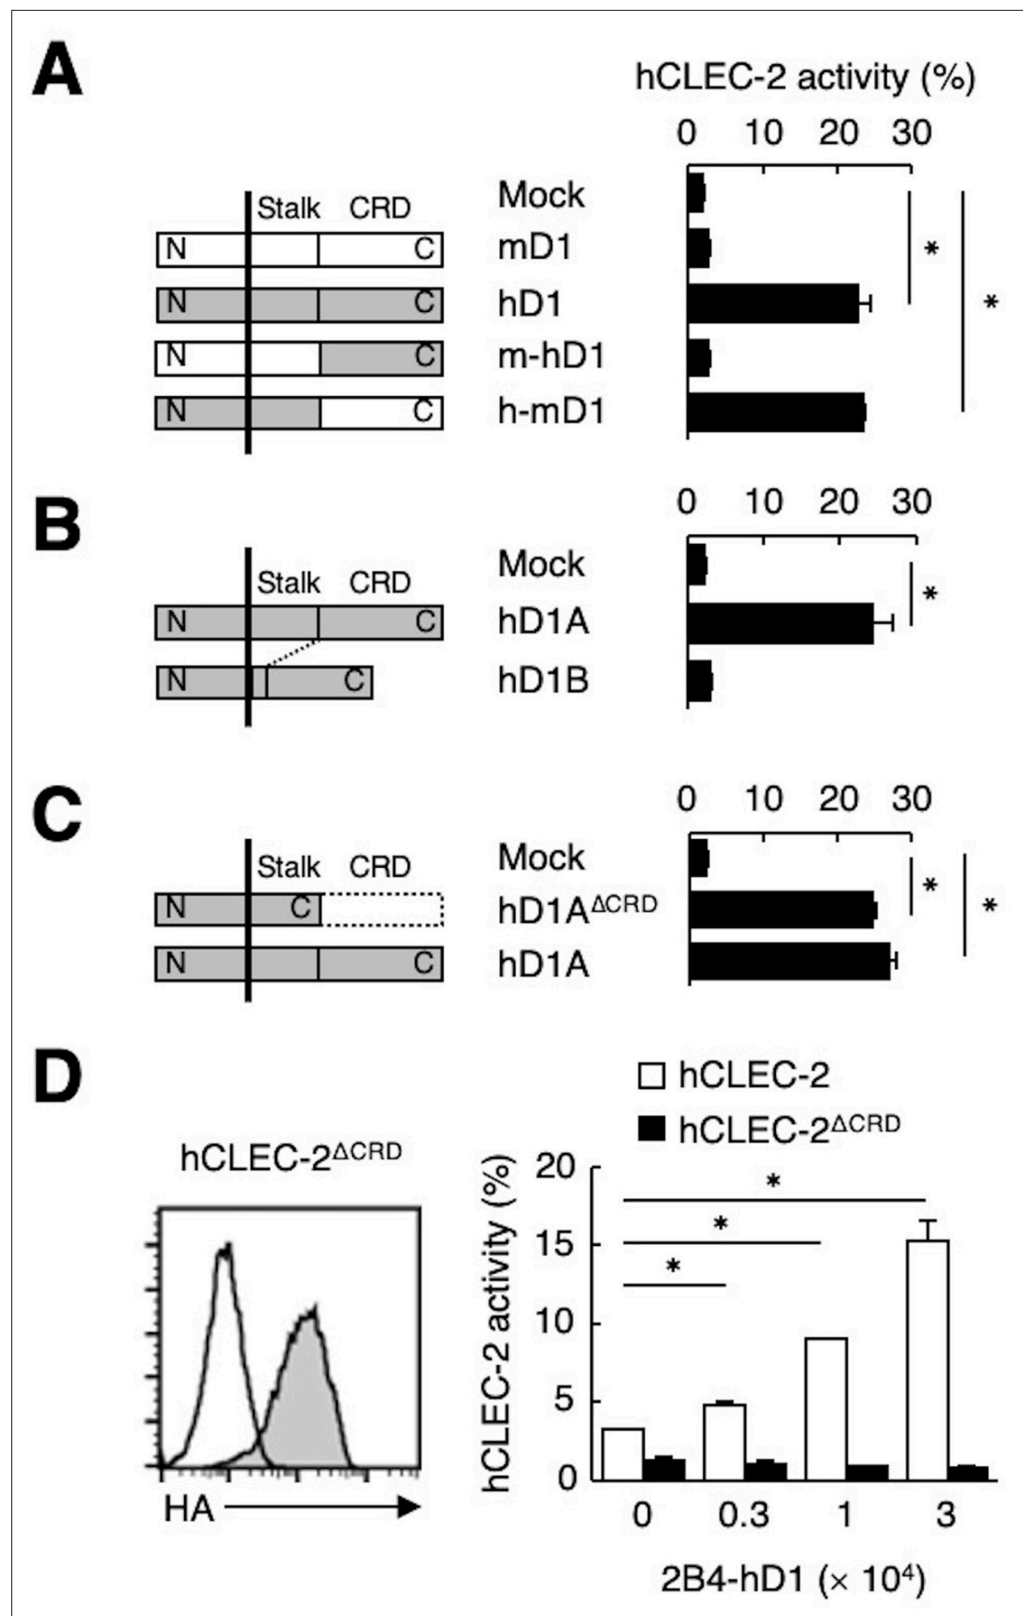 A
hCLEC-2 activity (%)
0 10 20 30
Stalk CRD
Mock
N C mD1
N C hD1
N C m-hD1
N C h-mD1
*
*
B
0 10 20 30
Stalk CRD
Mock
N C hD1A
N C hD1B
*
C
0 10 20 30
Stalk CRD
Mock
N C hD1AΔCRD
N C hD1A
*
*
D
hCLEC-2
hCLEC-2ΔCRD
hCLEC-2ΔCRD
HA
hCLEC-2 activity (%)
20
15
10
5
0
*
*
*
0 0.3 1 3
2B4-hD1 (× 10⁴)